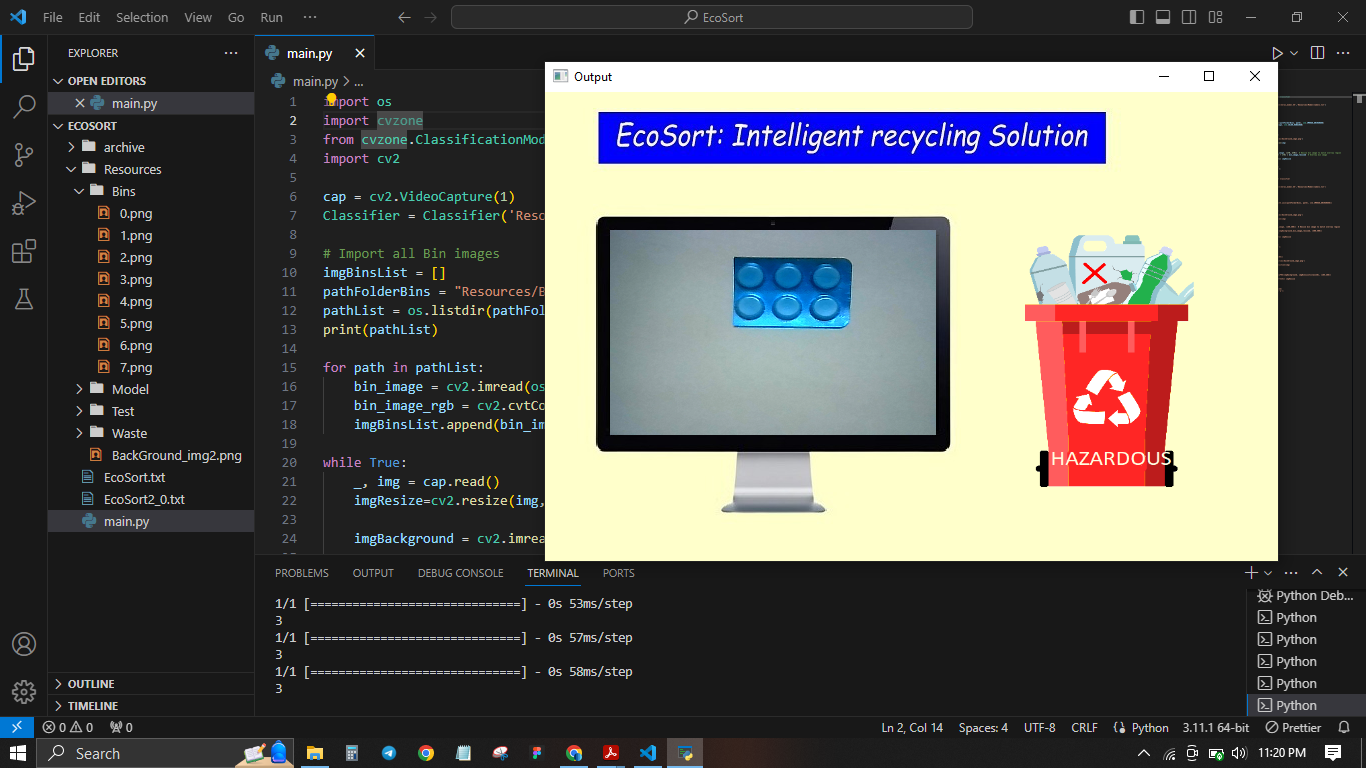 File Edit Selection View Go Run ··· EcoSort
EXPLORER ···
OPEN EDITORS
main.py
ECOSORT
archive
Resources
Bins
0.png
1.png
2.png
3.png
4.png
5.png
6.png
7.png
Model
Test
Waste
BackGround_img2.png
EcoSort.txt
EcoSort2_0.txt
main.py
OUTLINE
TIMELINE
main.py
main.py > ...
1 import os
2 import cvzone
3 from cvzone.ClassificationMod
4 import cv2
5
6 cap = cv2.VideoCapture(1)
7 Classifier = Classifier('Reso
8
9 # Import all Bin images
10 imgBinsList = []
11 pathFolderBins = "Resources/B
12 pathList = os.listdir(pathFol
13 print(pathList)
14
15 for path in pathList:
16 bin_image = cv2.imread(os
17 bin_image_rgb = cv2.cvtCo
18 imgBinsList.append(bin_im
19
20 while True:
21 _, img = cap.read()
22 imgResize=cv2.resize(img,
23
24 imgBackground = cv2.imrea
Output
EcoSort: Intelligent recycling Solution
HAZARDOUS
PROBLEMS OUTPUT DEBUG CONSOLE TERMINAL PORTS
1/1 [==============================] - 0s 53ms/step
3
1/1 [==============================] - 0s 57ms/step
3
1/1 [==============================] - 0s 58ms/step
3
Python Deb...
Python
Python
Python
Python
Python
0 0 0 Ln 2, Col 14 Spaces: 4 UTF-8 CRLF Python 3.11.1 64-bit Prettier
Search 11:20 PM